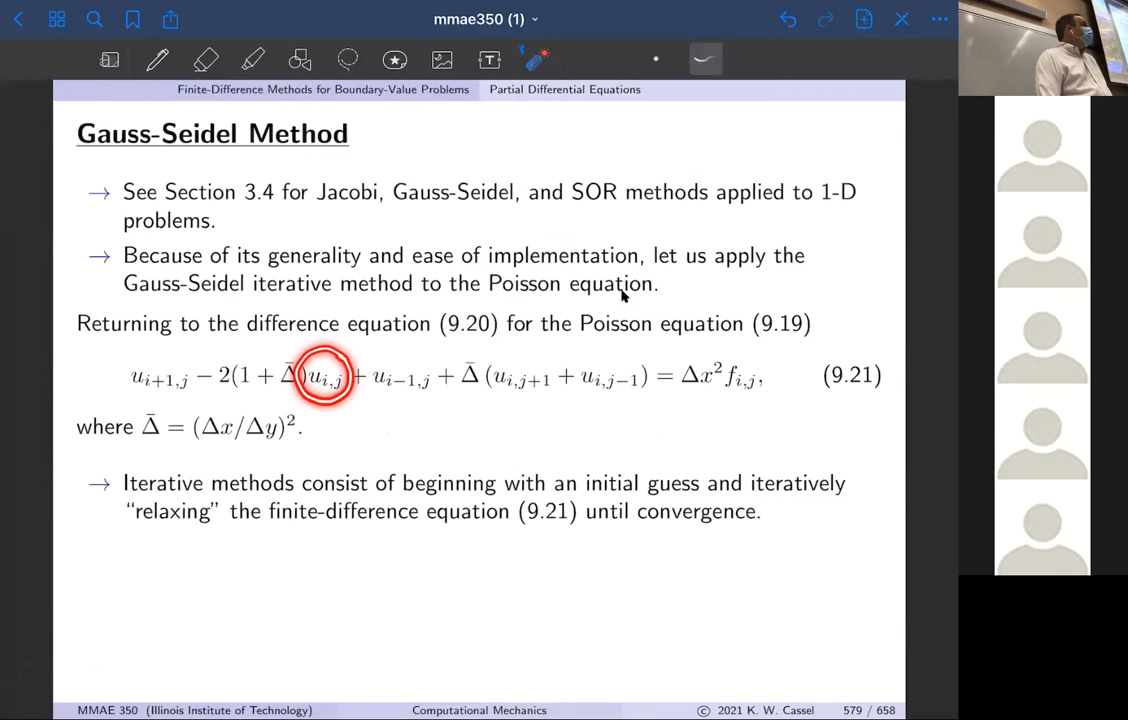 mmae350 (1)
Finite-Difference Methods for Boundary-Value Problems Partial Differential Equations
Gauss-Seidel Method
→ See Section 3.4 for Jacobi, Gauss-Seidel, and SOR methods applied to 1-D
problems.
→ Because of its generality and ease of implementation, let us apply the
Gauss-Seidel iterative method to the Poisson equation.
Returning to the difference equation (9.20) for the Poisson equation (9.19)
u_{i+1,j} − 2(1 + Δ̄)u_{i,j} + u_{i−1,j} + Δ̄ (u_{i,j+1} + u_{i,j−1}) = Δx² f_{i,j}, (9.21)
where Δ̄ = (Δx/Δy)².
→ Iterative methods consist of beginning with an initial guess and iteratively
“relaxing” the finite-difference equation (9.21) until convergence.
MMAE 350 (Illinois Institute of Technology) Computational Mechanics © 2021 K. W. Cassel 579 / 658